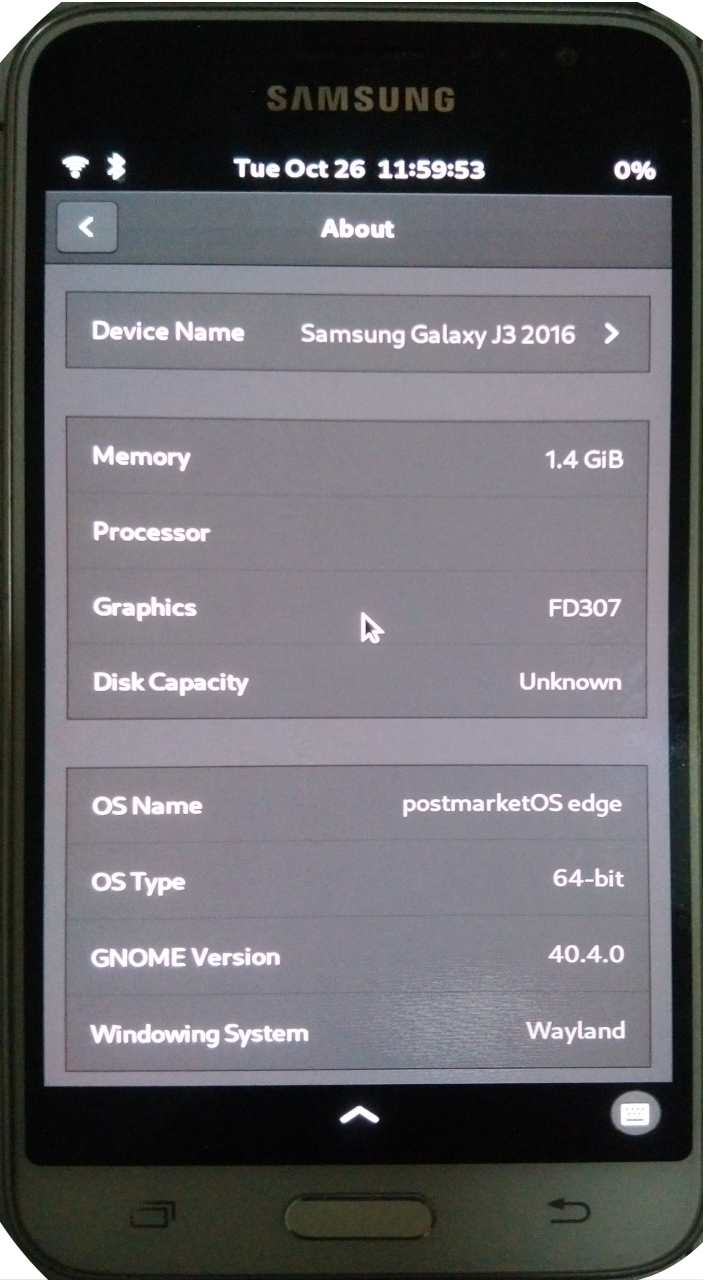 SAMSUNG
Tue Oct 26 11:59:53 0%
About
Device Name Samsung Galaxy J3 2016
Memory 1.4 GiB
Processor
Graphics FD307
Disk Capacity Unknown
OS Name postmarketOS edge
OS Type 64-bit
GNOME Version 40.4.0
Windowing System Wayland